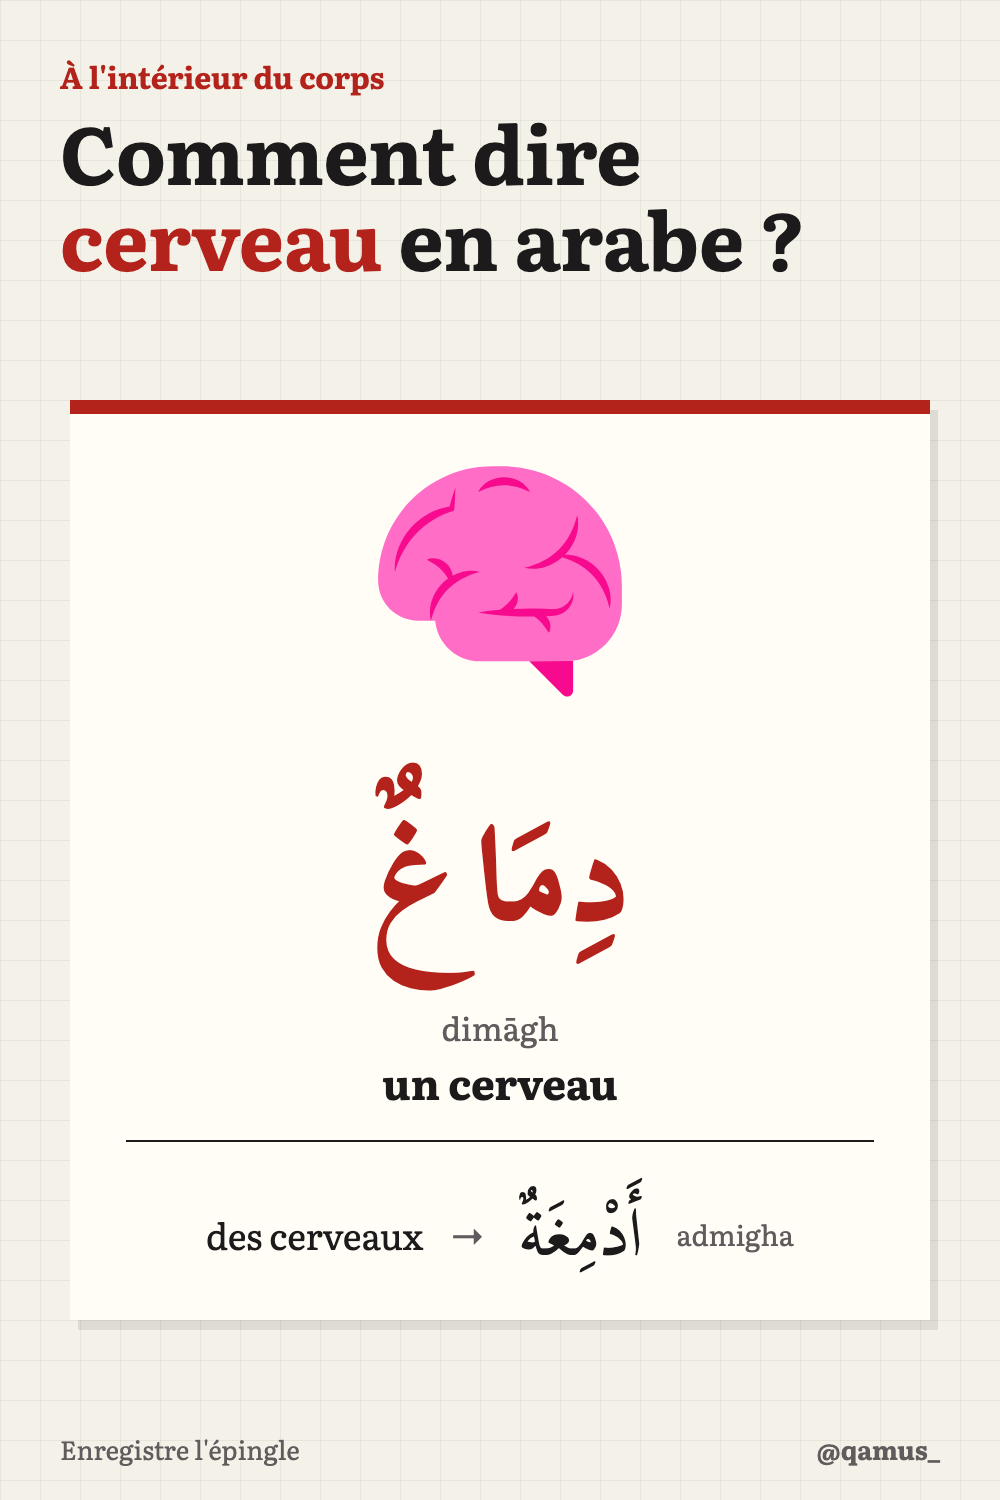 À l'intérieur du corps
Comment dire
cerveau en arabe ?
دِمَاغٌ
dimāgh
un cerveau
des cerveaux → أَدْمِغَةٌ admigha
Enregistre l'épingle
@qamus_